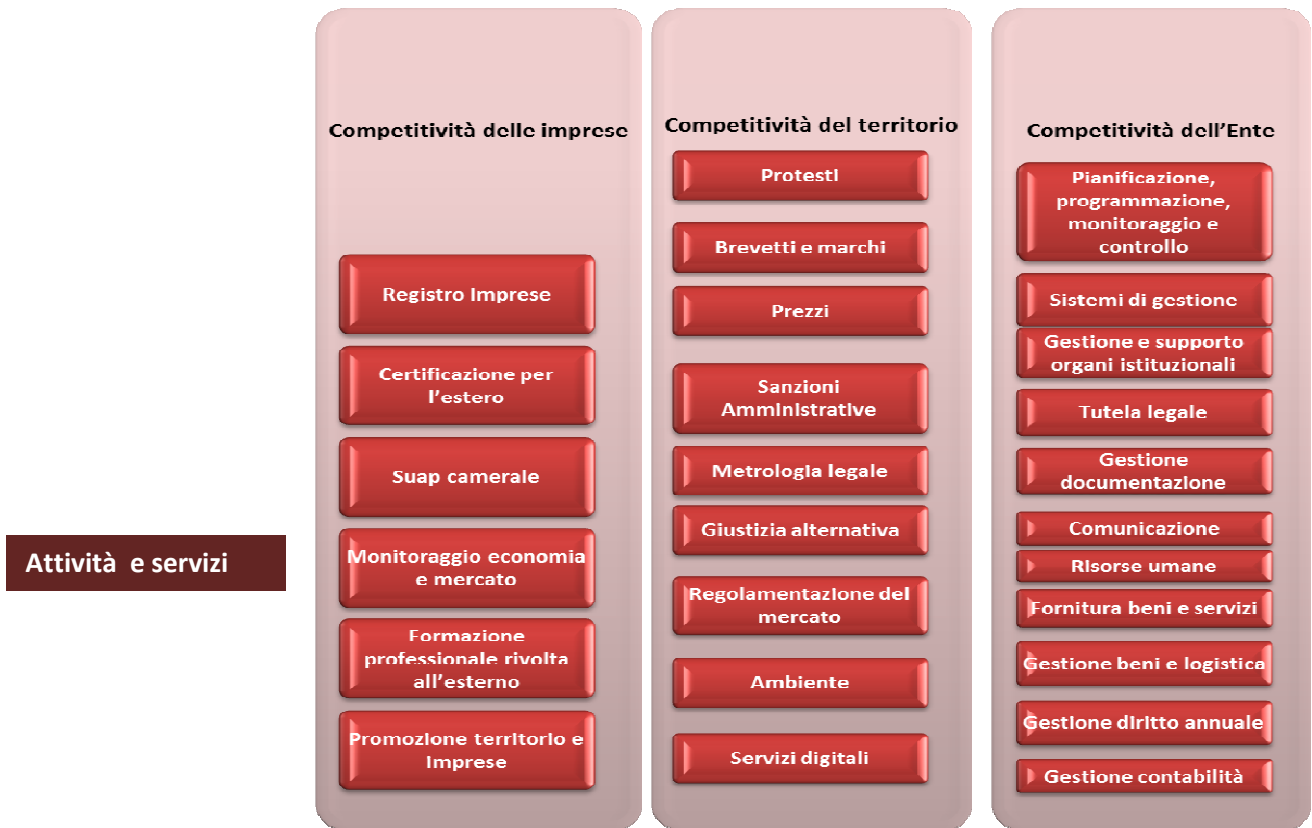 Attività e servizi
Competitività delle imprese
Registro Imprese
Certificazione per
l'estero
Suap camerale
Monitoraggio economia
e mercato
Formazione
professionale rivolta
all'esterno
Promozione territorio e
Imprese
Competitività del territorio
Protesti
Brevetti e marchi
Prezzi
Sanzioni
Amministrative
Metrologia legale
Giustizia alternativa
Regolamentazione del
mercato
Ambiente
Servizi digitali
Competitività dell'Ente
Pianificazione,
programmazione,
monitoraggio e
controllo
Sistemi di gestione
Gestione e supporto
organi istituzionali
Tutela legale
Gestione
documentazione
Comunicazione
Risorse umane
Fornitura beni e servizi
Gestione beni e logistica
Gestione diritto annuale
Gestione contabilità